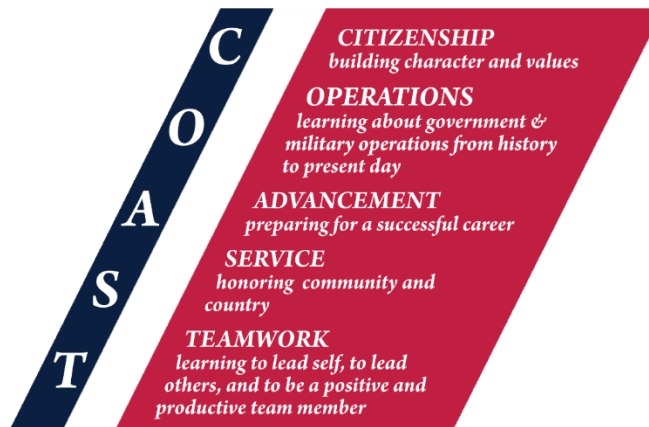 C
CITIZENSHIP
building character and values
O
OPERATIONS
learning about government &
military operations from history
to present day
A
ADVANCEMENT
preparing for a successful career
S
SERVICE
honoring community and
country
T
TEAMWORK
learning to lead self, to lead
others, and to be a positive and
productive team member